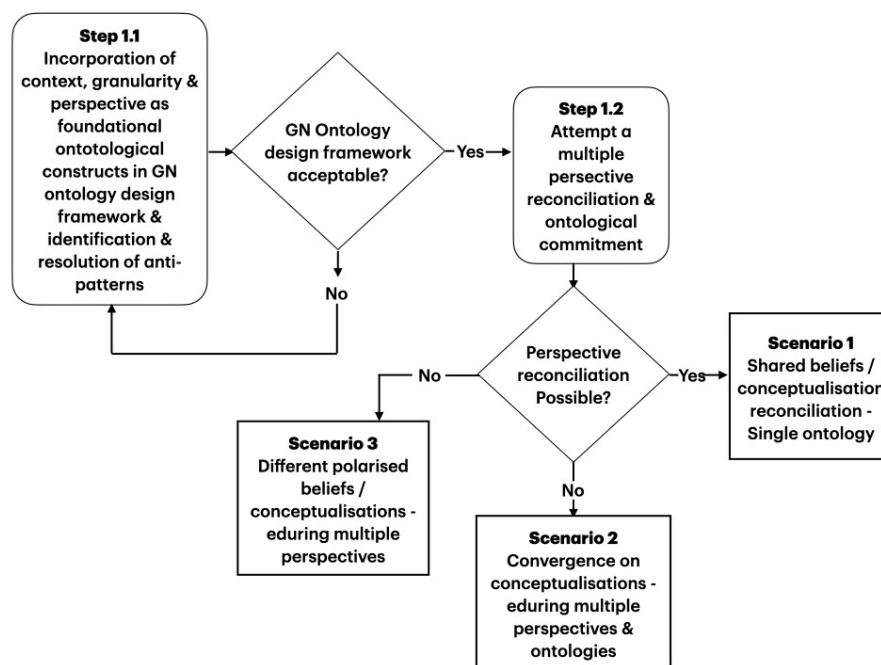 Step 1.1
Incorporation of
context, granularity &
perspective as
foundational
ontotological
constructs in GN
ontology design
framework &
identification &
resolution of anti-
patterns
GN Ontology
design framework
acceptable?
Yes
No
Step 1.2
Attempt a
multiple
persective
reconciliation &
ontological
commitment
Perspective
reconciliation
Possible?
Yes
No
No
Scenario 1
Shared beliefs /
conceptualisation
reconciliation -
Single ontology
Scenario 3
Different polarised
beliefs /
conceptualisations -
eduring multiple
perspectives
Scenario 2
Convergence on
conceptualisations -
eduring multiple
perspectives &
ontologies